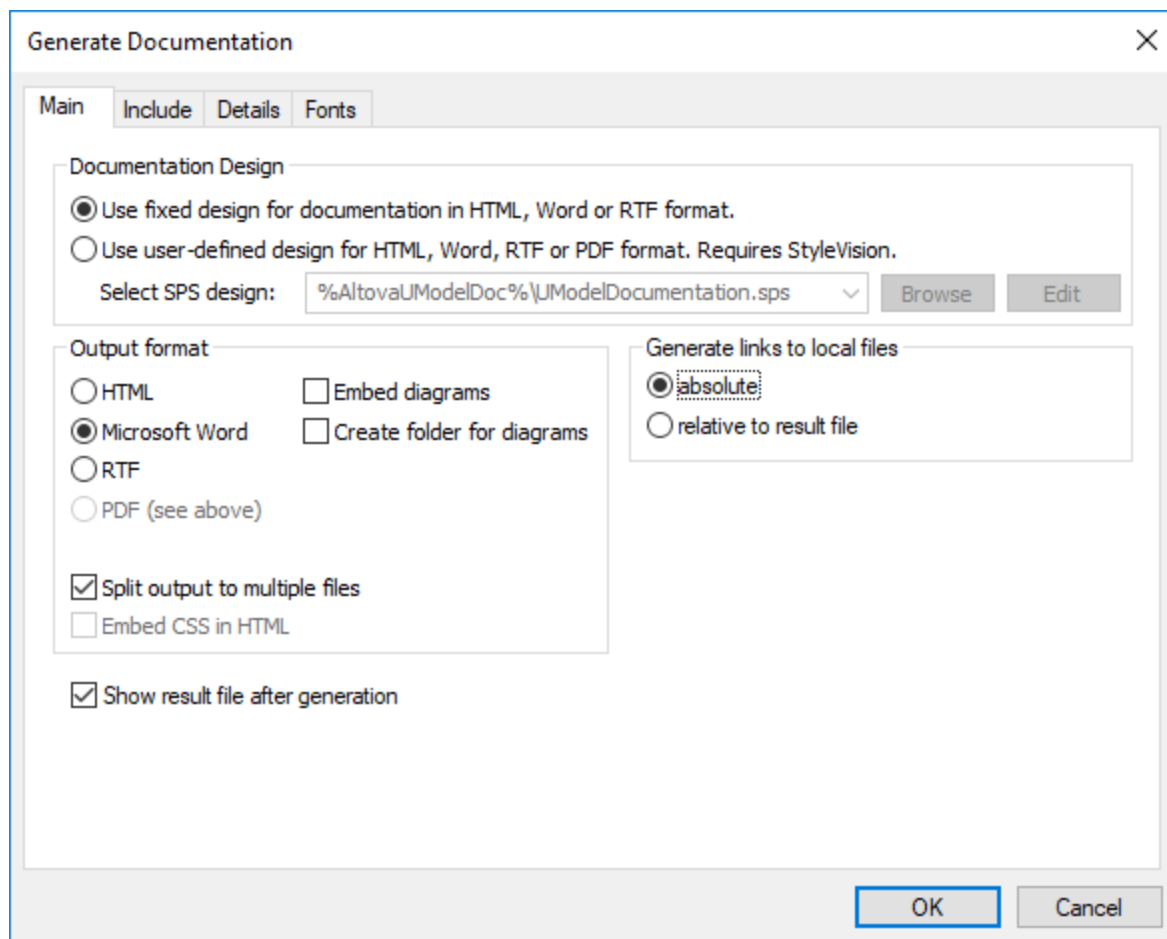 Generate Documentation
Main Include Details Fonts
Documentation Design
Use fixed design for documentation in HTML, Word or RTF format.
Use user-defined design for HTML, Word, RTF or PDF format. Requires StyleVision.
Select SPS design: %AltovaUModelDoc%\UModelDocumentation.sps Browse Edit
Output format
HTML Embed diagrams
Microsoft Word Create folder for diagrams
RTF
PDF (see above)
Split output to multiple files
Embed CSS in HTML
Generate links to local files
absolute
relative to result file
Show result file after generation
OK Cancel